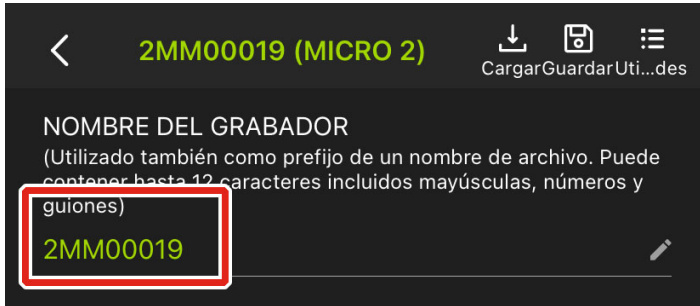 2MM00019 (MICRO 2)
Cargar Guardar Uti...des
NOMBRE DEL GRABADOR
(Utilizado también como prefijo de un nombre de archivo. Puede
contener hasta 12 caracteres incluidos mayúsculas, números y
guiones)
2MM00019